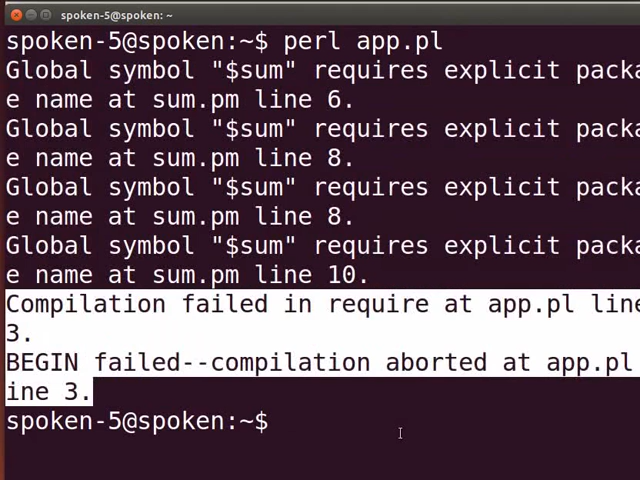 spoken-5@spoken: ~
spoken-5@spoken:~$ perl app.pl
Global symbol "$sum" requires explicit packa
e name at sum.pm line 6.
Global symbol "$sum" requires explicit packa
e name at sum.pm line 8.
Global symbol "$sum" requires explicit packa
e name at sum.pm line 8.
Global symbol "$sum" requires explicit packa
e name at sum.pm line 10.
Compilation failed in require at app.pl line
3.
BEGIN failed--compilation aborted at app.pl
ine 3.
spoken-5@spoken:~$